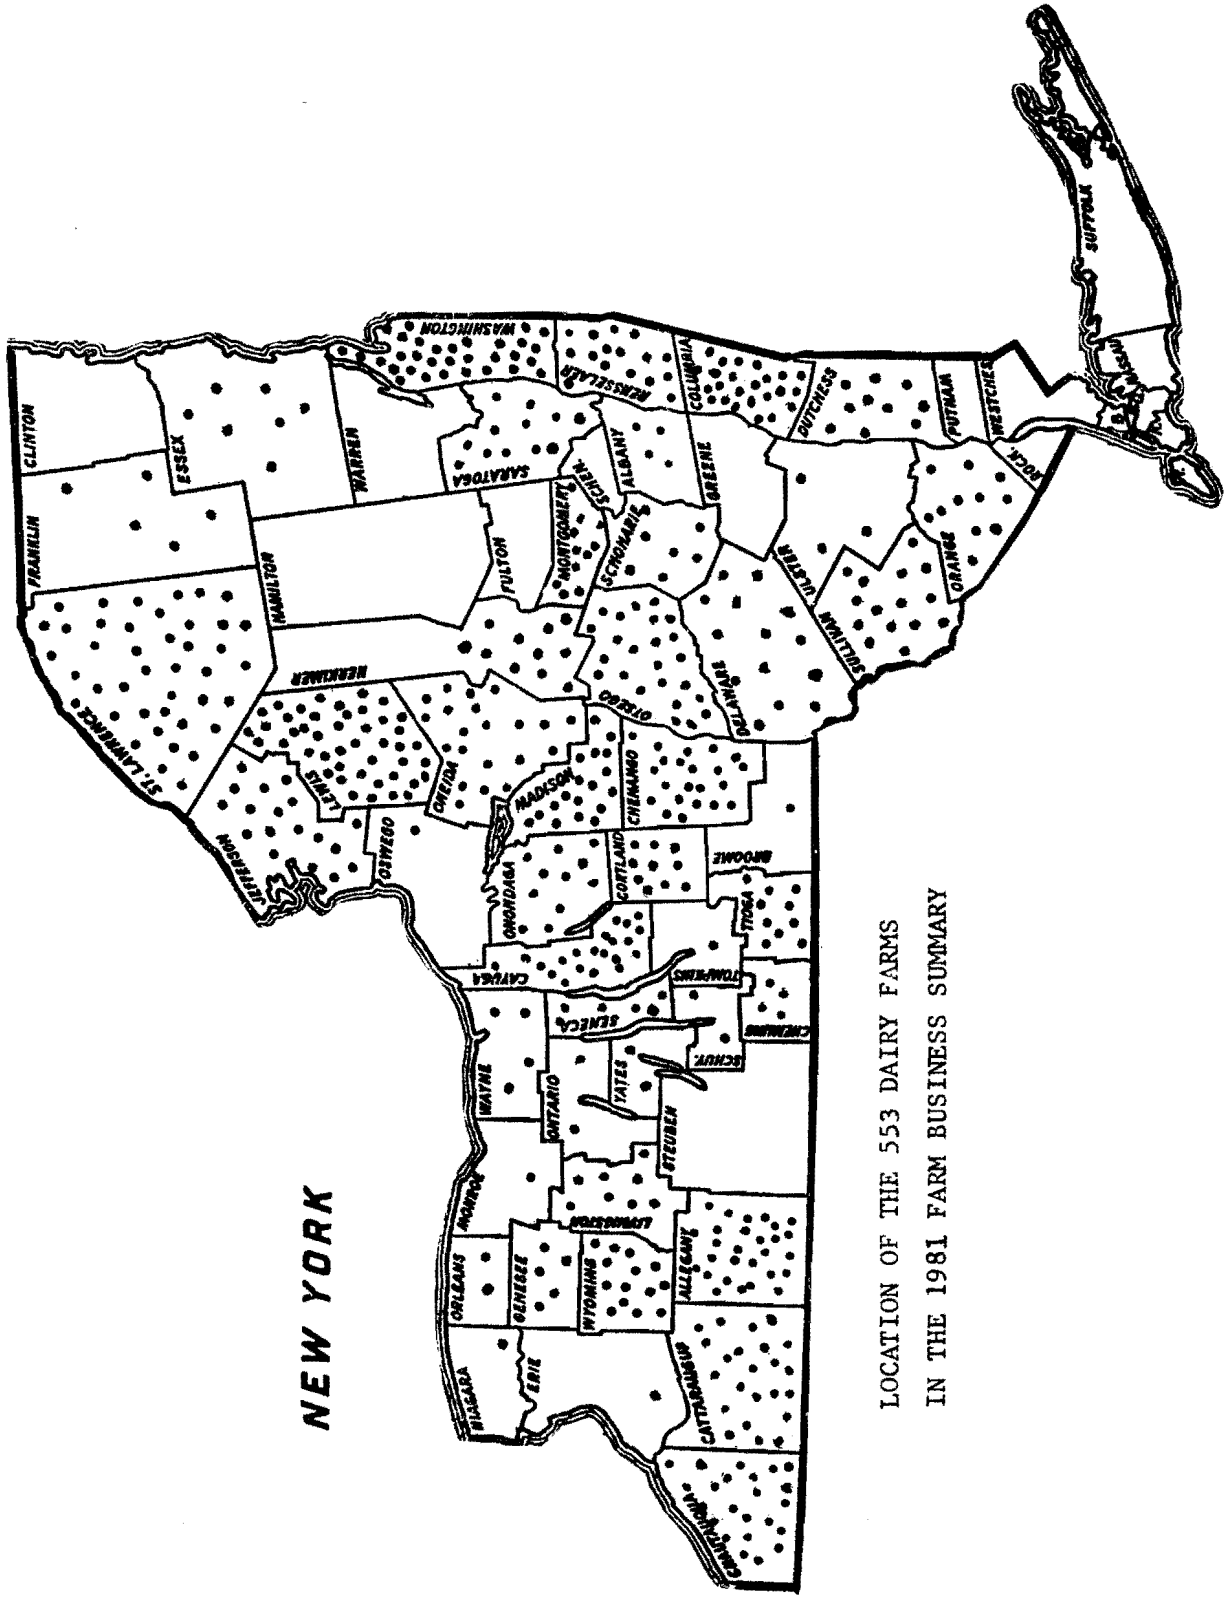 NEW YORK
CLINTON
FRANKLIN
ESSEX
ST. LAWRENCE
HAMILTON
WARREN
WASHINGTON
HERKIMER
JEFFERSON
LEWIS
OSWEGO
ONEIDA
FULTON
SARATOGA
MONTGOMERY
SCHEN.
RENSSELAER
ALBANY
SCHOHARIE
OTSEGO
MADISON
ONONDAGA
CAYUGA
WAYNE
MONROE
ORLEANS
NIAGARA
ERIE
GENESEE
WYOMING
LIVINGSTON
ONTARIO
YATES
SENECA
CORTLAND
CHENANGO
DELAWARE
GREENE
COLUMBIA
DUTCHESS
ULSTER
SULLIVAN
ORANGE
PUTNAM
WESTCHES
ROCK.
BROOME
TIOGA
TOMPKINS
CHEMUNG
SCHUY.
STEUBEN
ALLEGANY
CATTARAUGUS
CHAUTAUQUA
NASSAU
SUFFOLK
LOCATION OF THE 553 DAIRY FARMS
IN THE 1981 FARM BUSINESS SUMMARY